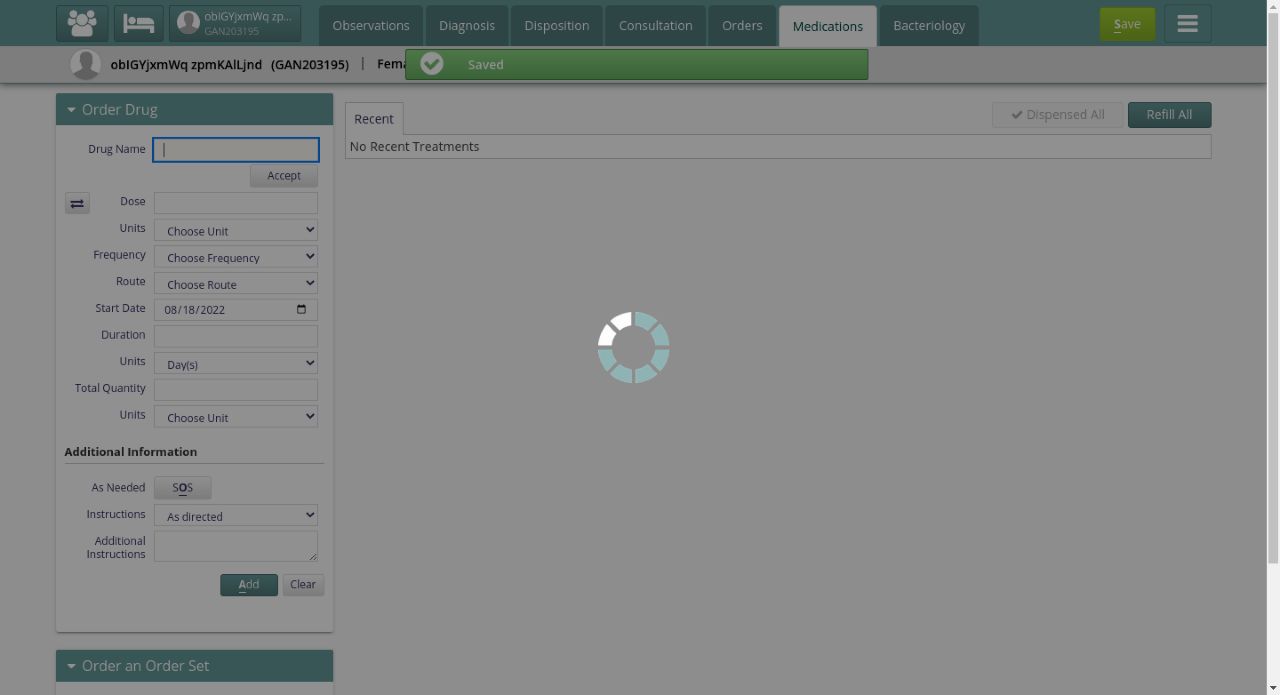 obIGYjxmWq zp...
GAN203195
Observations
Diagnosis
Disposition
Consultation
Orders
Medications
Bacteriology
Save
obIGYjxmWq zpmKAlLjnd (GAN203195) | Fema
Saved
Order Drug
Drug Name
Accept
Dose
Units Choose Unit
Frequency Choose Frequency
Route Choose Route
Start Date 08/18/2022
Duration
Units Day(s)
Total Quantity
Units Choose Unit
Additional Information
As Needed SOS
Instructions As directed
Additional
Instructions
Add Clear
Order an Order Set
Recent
Dispensed All
Refill All
No Recent Treatments